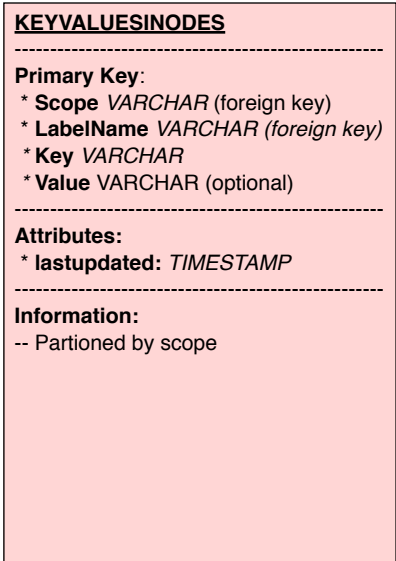 KEYVALUESINODES
-----------------------------------------------------
Primary Key:
* Scope VARCHAR (foreign key)
* LabelName VARCHAR (foreign key)
* Key VARCHAR
* Value VARCHAR (optional)
-----------------------------------------------------
Attributes:
* lastupdated: TIMESTAMP
-----------------------------------------------------
Information:
-- Partioned by scope